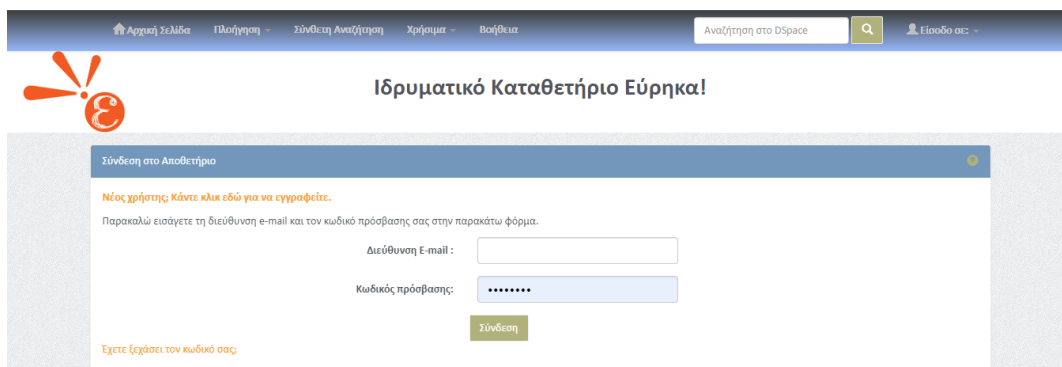 Αρχική Σελίδα Πλοήγηση Σύνθετη Αναζήτηση Χρήσιμα Βοήθεια Αναζήτηση στο DSpace Είσοδο σε:
Ιδρυματικό Καταθετήριο Εύρηκα!
Σύνδεση στο Αποθετήριο
Νέος χρήστης; Κάντε κλικ εδώ για να εγγραφείτε.
Παρακαλώ εισάγετε τη διεύθυνση e-mail και τον κωδικό πρόσβασης σας στην παρακάτω φόρμα.
Διεύθυνση E-mail :
Κωδικός πρόσβασης: ••••••••
Σύνδεση
Έχετε ξεχάσει τον κωδικό σας;